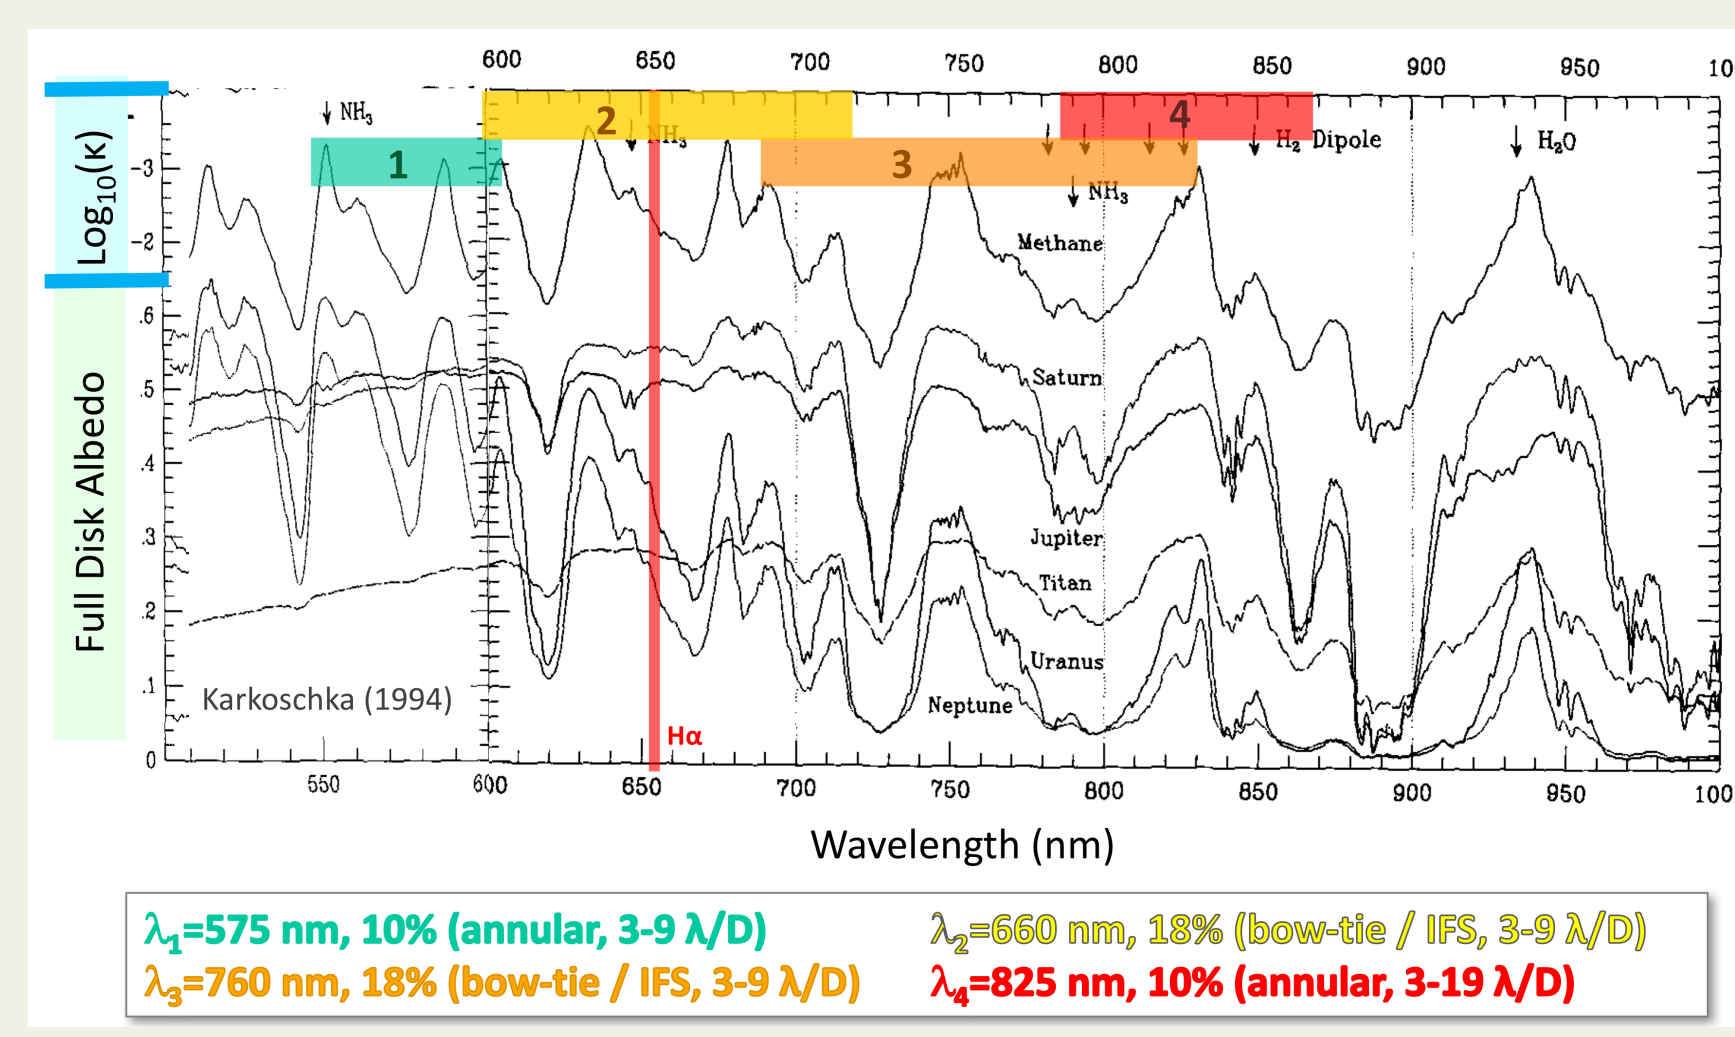 600 650 700 750 800 850 900 950 10
NH₃
2
NH₃
4
H₂ Dipole
H₂O
1
3
NH₃
-3
-2
Log₁₀(κ)
Methane
.6
Saturn
.5
.4
.3
Jupiter
Titan
.2
Uranus
.1
Neptune
0
Full Disk Albedo
Karkoschka (1994)
Hα
550 600 650 700 750 800 850 900 950 100
Wavelength (nm)
λ₁=575 nm, 10% (annular, 3-9 λ/D)
λ₂=660 nm, 18% (bow-tie / IFS, 3-9 λ/D)
λ₃=760 nm, 18% (bow-tie / IFS, 3-9 λ/D)
λ₄=825 nm, 10% (annular, 3-19 λ/D)